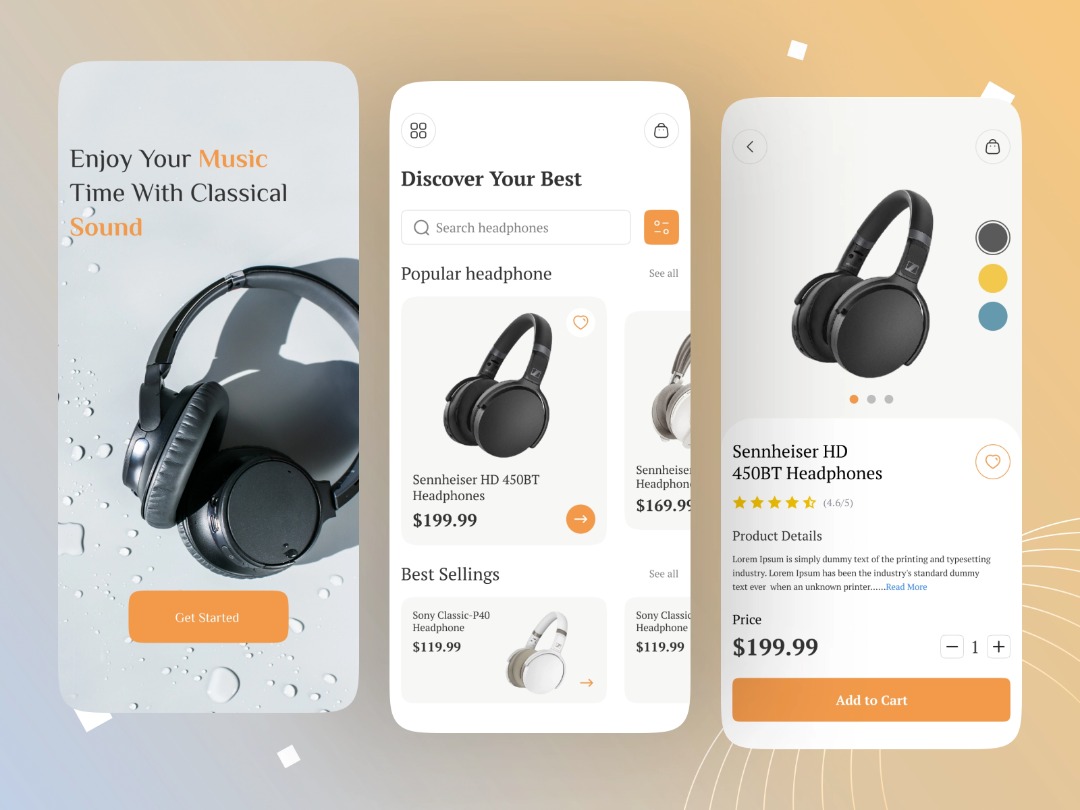 Enjoy Your Music
Time With Classical
Sound
Get Started
Discover Your Best
Search headphones
Popular headphone
See all
Sennheiser HD 450BT
Headphones
$199.99
Sennheiser
Headphone
$169.99
Best Sellings
See all
Sony Classic-P40
Headphone
$119.99
Sony Classic
Headphone
$119.99
Sennheiser HD
450BT Headphones
(4.6/5)
Product Details
Lorem Ipsum is simply dummy text of the printing and typesetting
industry. Lorem Ipsum has been the industry's standard dummy
text ever when an unknown printer......Read More
Price
$199.99
1
Add to Cart